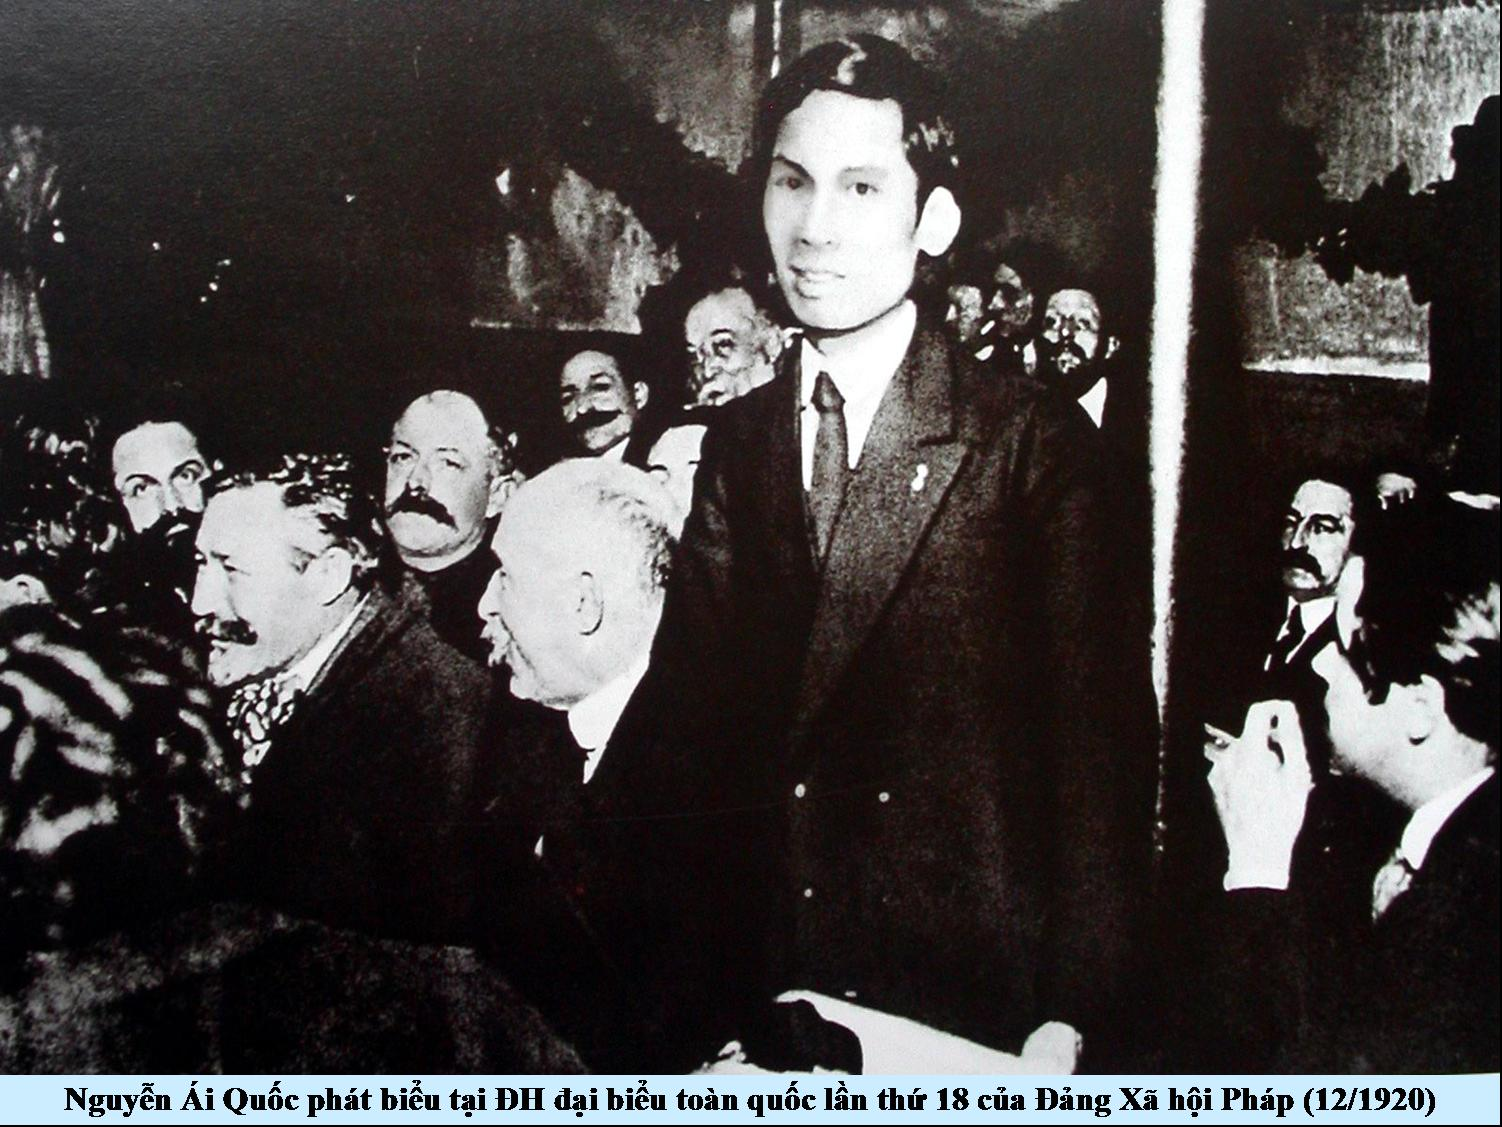 Nguyễn Ái Quốc phát biểu tại ĐH đại biểu toàn quốc lần thứ 18 của Đảng Xã hội Pháp (12/1920)